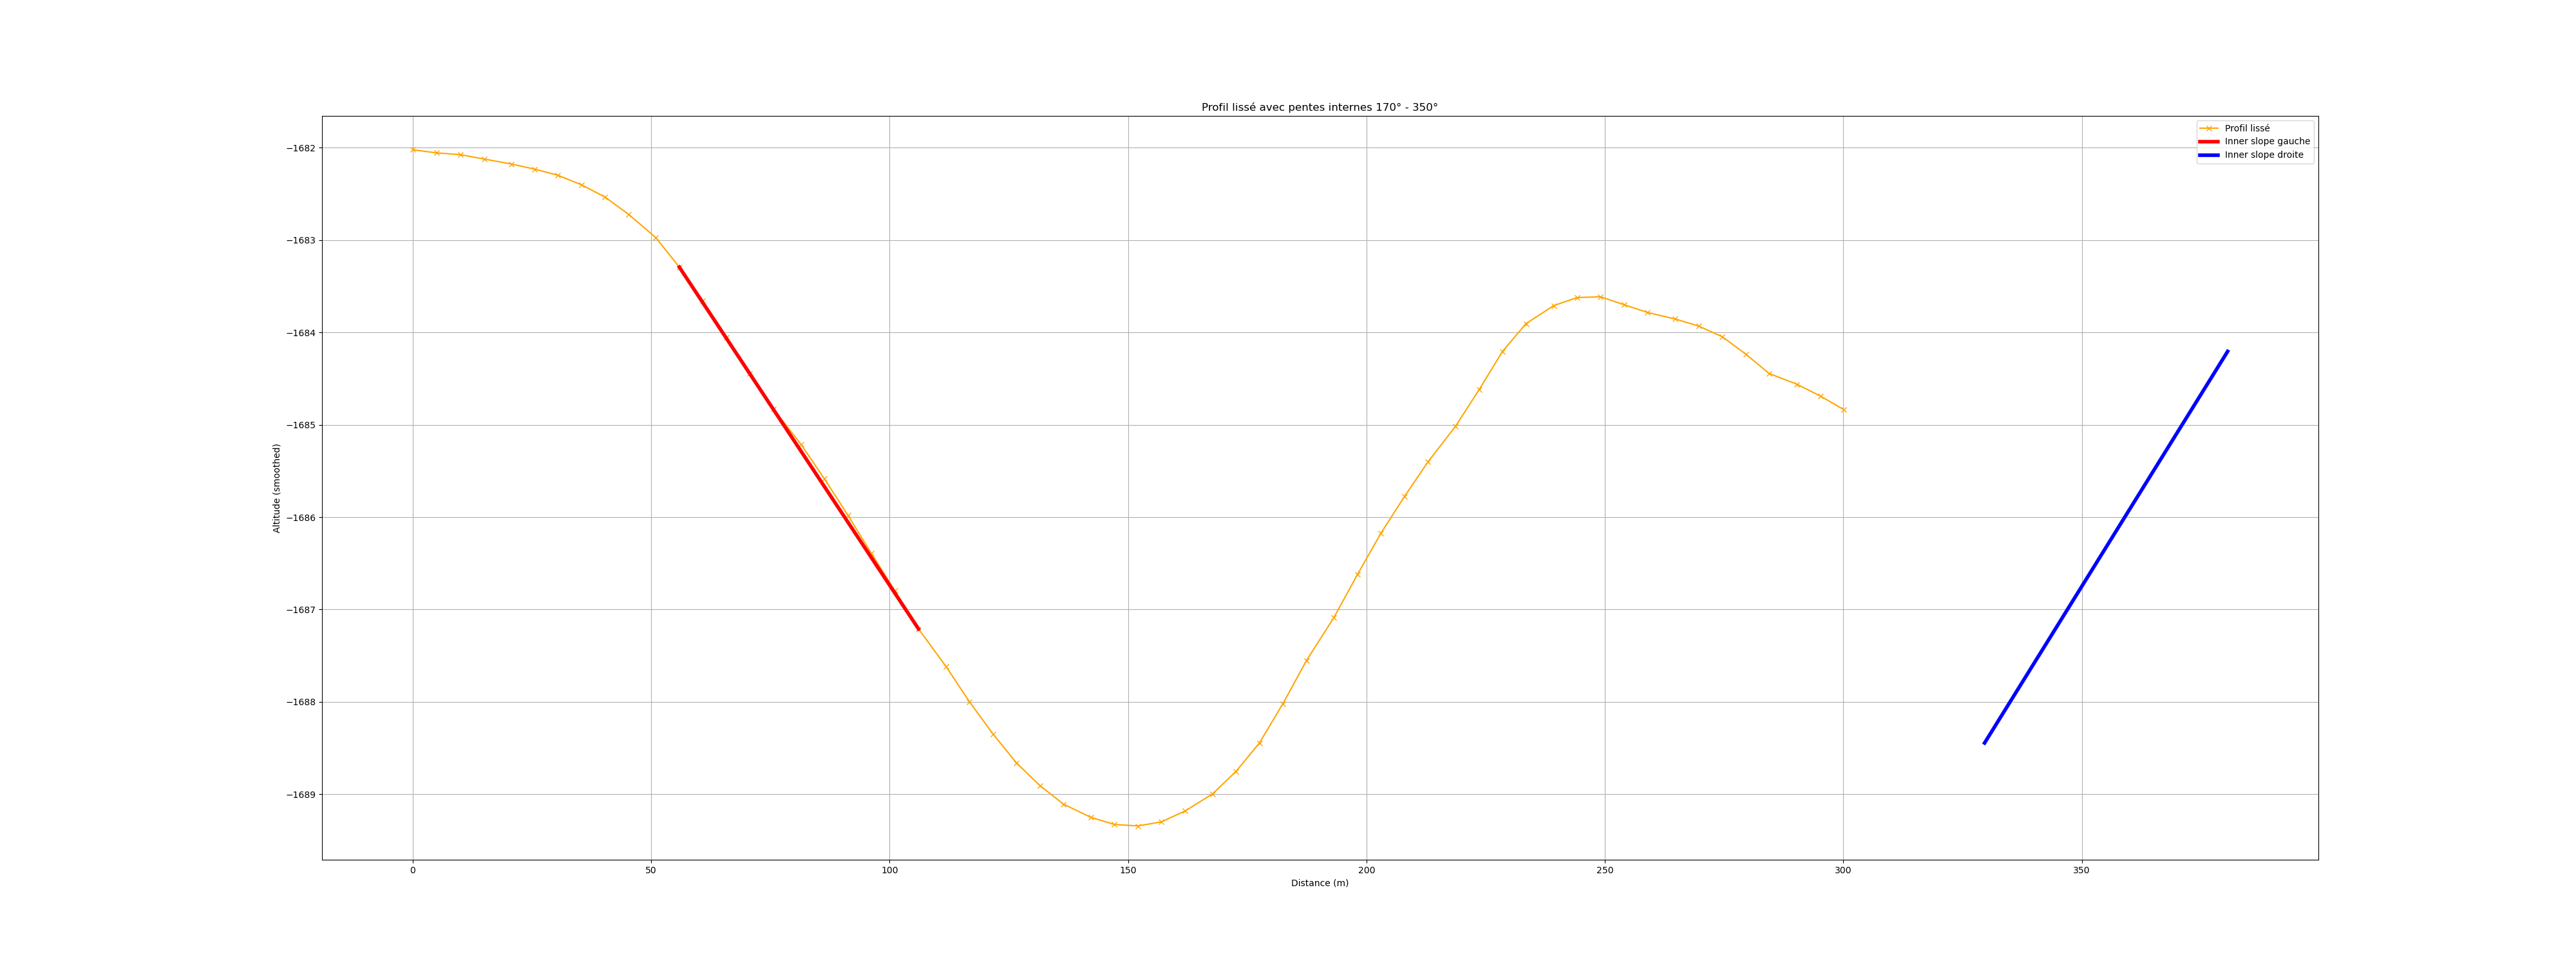 Profil lissé avec pentes internes 170° - 350°
Profil lissé
Inner slope gauche
Inner slope droite
Altitude (smoothed)
−1682
−1683
−1684
−1685
−1686
−1687
−1688
−1689
0 50 100 150 200 250 300 350
Distance (m)